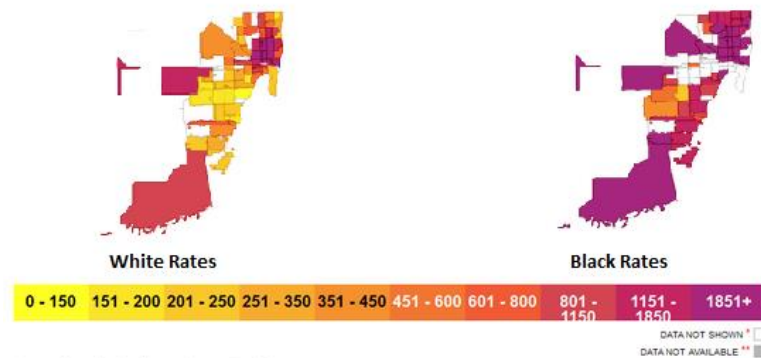 White Rates
Black Rates
0 - 150
151 - 200
201 - 250
251 - 350
351 - 450
451 - 600
601 - 800
801 -
1150
1151 -
1850
1851+
DATA NOT SHOWN *
DATA NOT AVAILABLE **